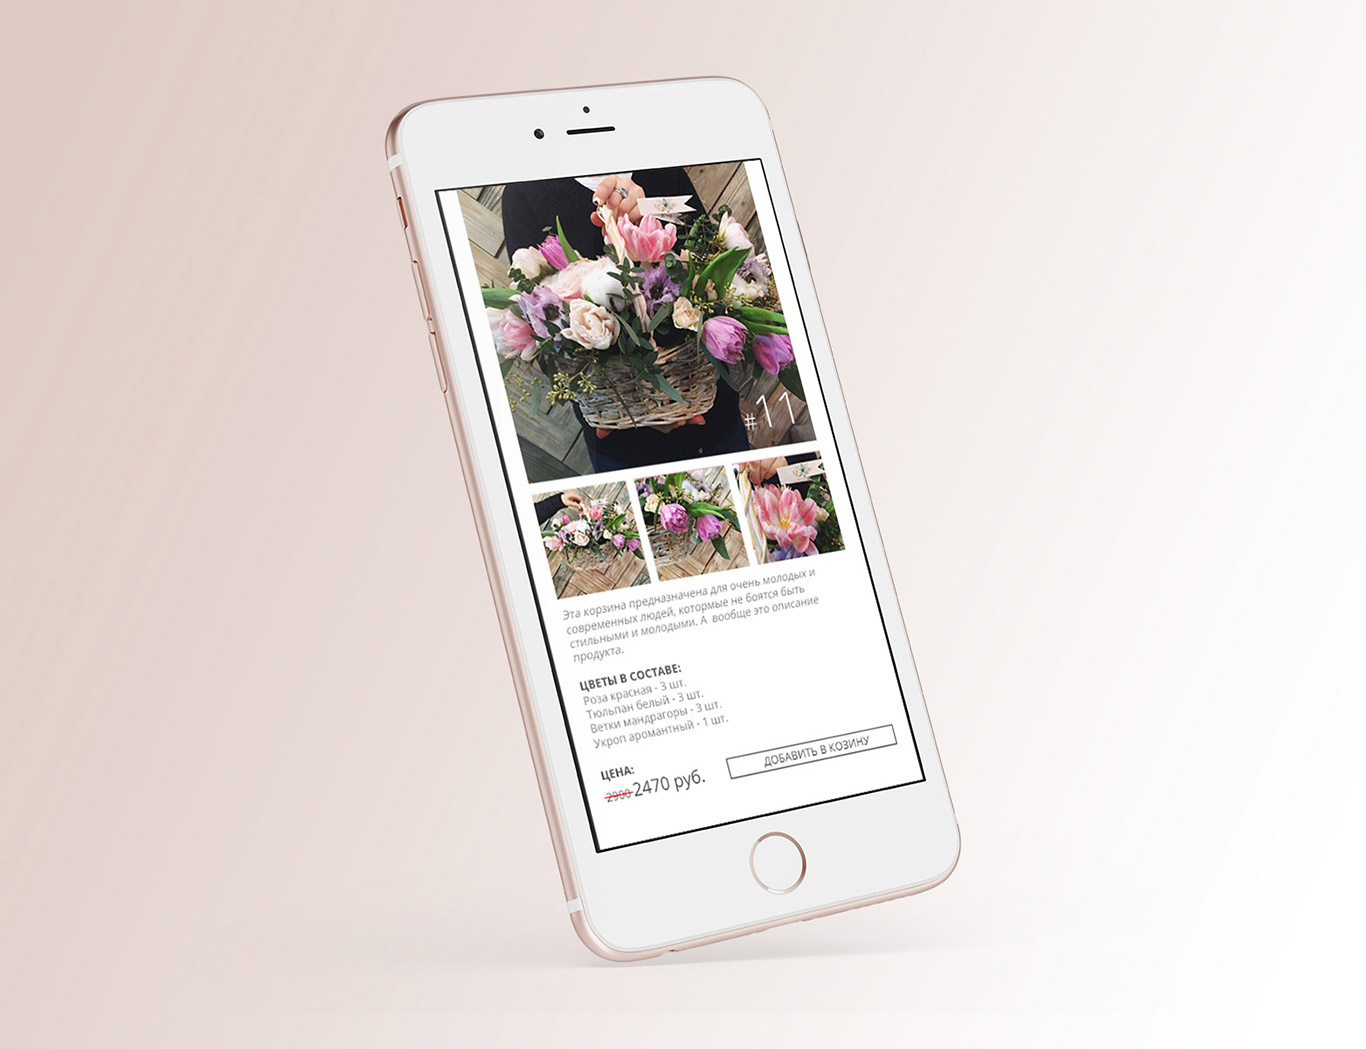 #11
Эта корзина предназначена для очень молодых и
современных людей, котормые не боятся быть
стильными и молодыми. А вообще это описание
продукта.
ЦВЕТЫ В СОСТАВЕ:
Роза красная - 3 шт.
Тюльпан белый - 3 шт.
Ветки мандрагоры - 3 шт.
Укроп аромантный - 1 шт.
ЦЕНА:
2900 2470 руб.
ДОБАВИТЬ В КОЗИНУ